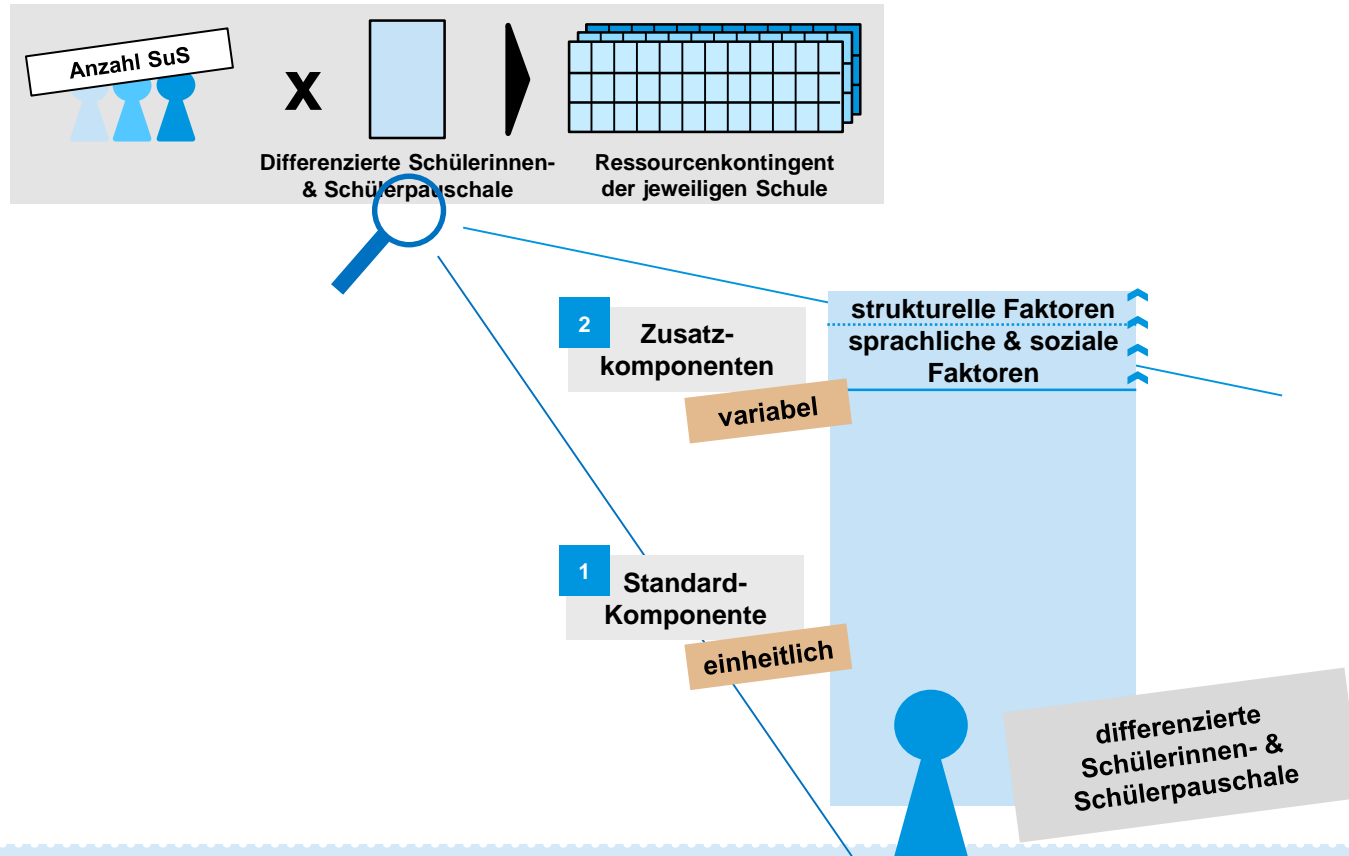 Anzahl SuS
x
Differenzierte Schülerinnen-
& Schülerpauschale
Ressourcenkontingent
der jeweiligen Schule
2
Zusatz-
komponenten
variabel
strukturelle Faktoren
sprachliche & soziale
Faktoren
1
Standard-
Komponente
einheitlich
differenzierte
Schülerinnen- &
Schülerpauschale